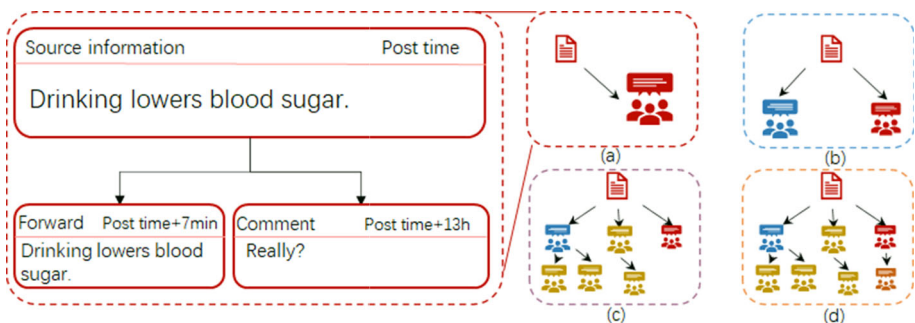 Source information Post time
Drinking lowers blood sugar.
Forward Post time+7min
Drinking lowers blood
sugar.
Comment Post time+13h
Really?
(a)
(b)
(c)
(d)